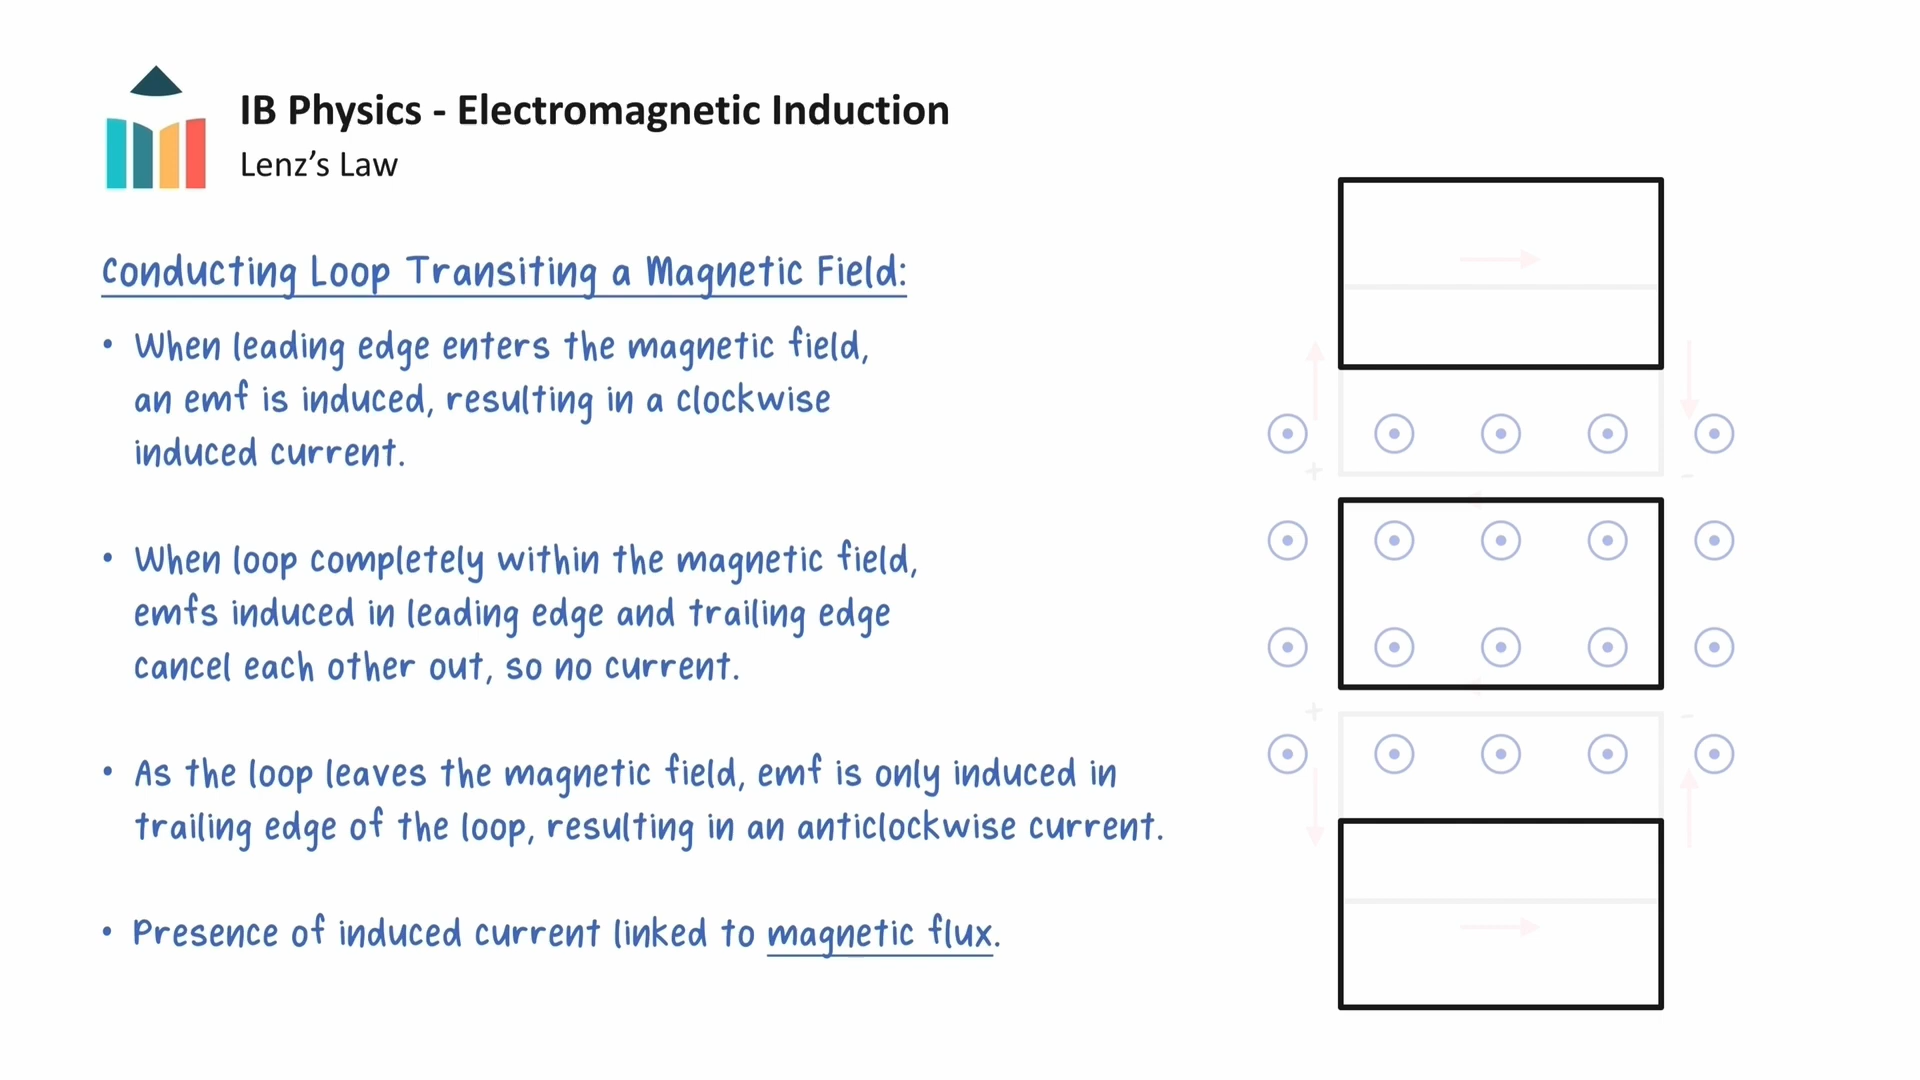 IB Physics - Electromagnetic Induction
Lenz's Law
Conducting Loop Transiting a Magnetic Field:
• When leading edge enters the magnetic field,
an emf is induced, resulting in a clockwise
induced current.
• When loop completely within the magnetic field,
emfs induced in leading edge and trailing edge
cancel each other out, so no current.
• As the loop leaves the magnetic field, emf is only induced in
trailing edge of the loop, resulting in an anticlockwise current.
• Presence of induced current linked to magnetic flux.
+ -
+ -